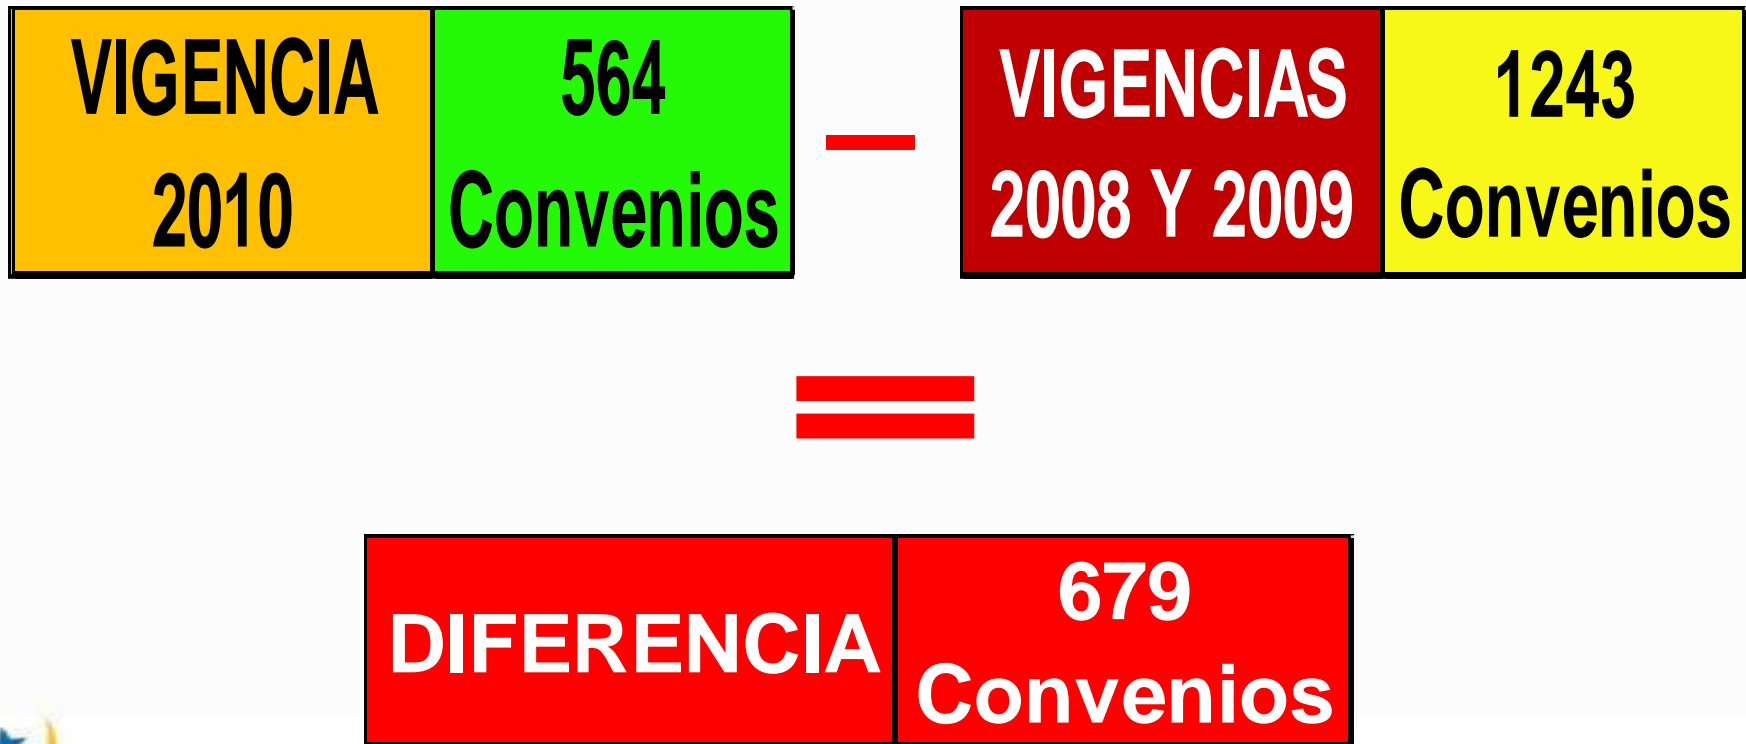 VIGENCIA
2010
564
Convenios
–
VIGENCIAS
2008 Y 2009
1243
Convenios
=
DIFERENCIA
679
Convenios